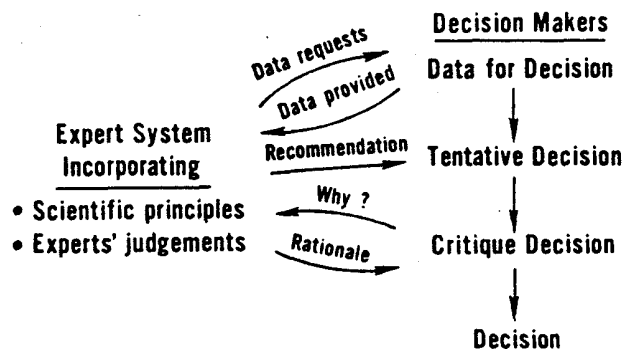 Decision Makers
Data requests
Data for Decision
Data provided
Expert System
Incorporating
Recommendation
Tentative Decision
• Scientific principles
• Experts' judgements
Why ?
Critique Decision
Rationale
Decision